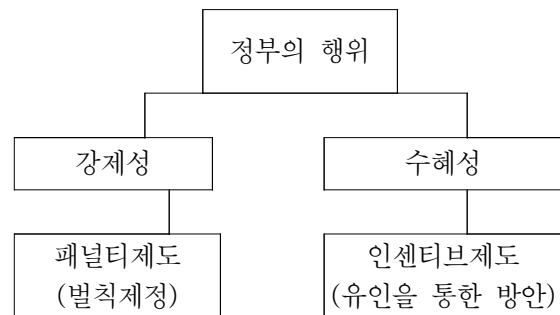 정부의 행위
강제성
수혜성
패널티제도
(벌칙제정)
인센티브제도
(유인을 통한 방안)